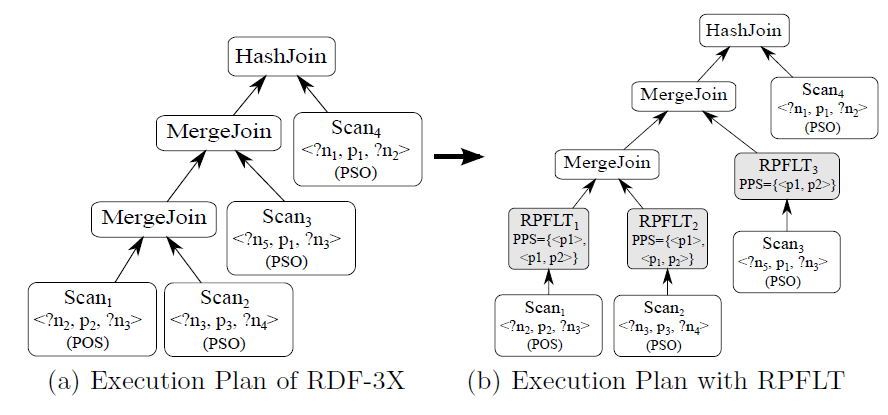 HashJoin
MergeJoin
Scan4
<?n1, p1, ?n2>
(PSO)
MergeJoin
Scan3
<?n5, p1, ?n3>
(PSO)
Scan1
<?n2, p2, ?n3>
(POS)
Scan2
<?n3, p3, ?n4>
(PSO)
(a) Execution Plan of RDF-3X
HashJoin
MergeJoin
Scan4
<?n1, p1, ?n2>
(PSO)
MergeJoin
RPFLT3
PPS={<p1, p2>}
RPFLT1
PPS={<p1>,
<p1, p2>}
RPFLT2
PPS={<p1>,
<p1, p2>}
Scan3
<?n5, p1, ?n3>
(PSO)
Scan1
<?n2, p2, ?n3>
(POS)
Scan2
<?n3, p3, ?n4>
(PSO)
(b) Execution Plan with RPFLT